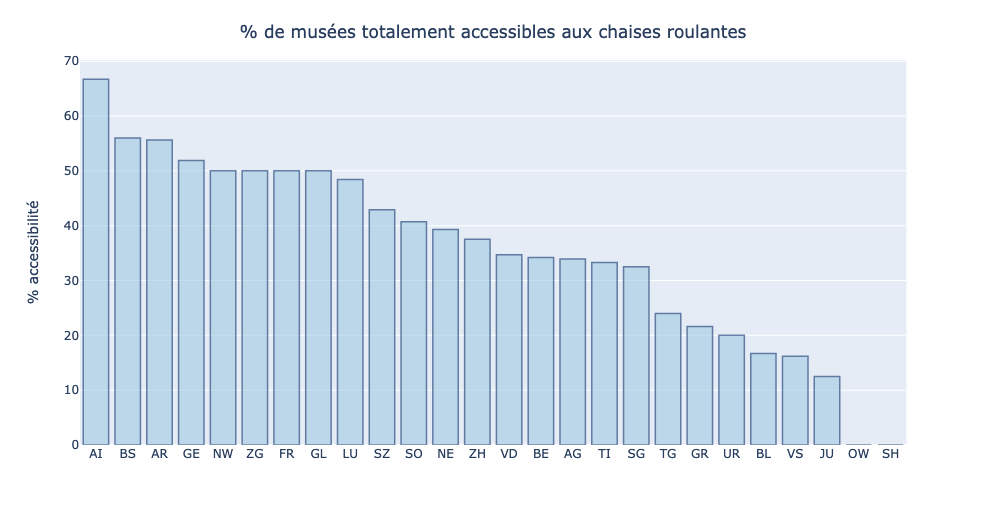 % de musées totalement accessibles aux chaises roulantes
% accessibilité
70
60
50
40
30
20
10
0
AI BS AR GE NW ZG FR GL LU SZ SO NE ZH VD BE AG TI SG TG GR UR BL VS JU OW SH